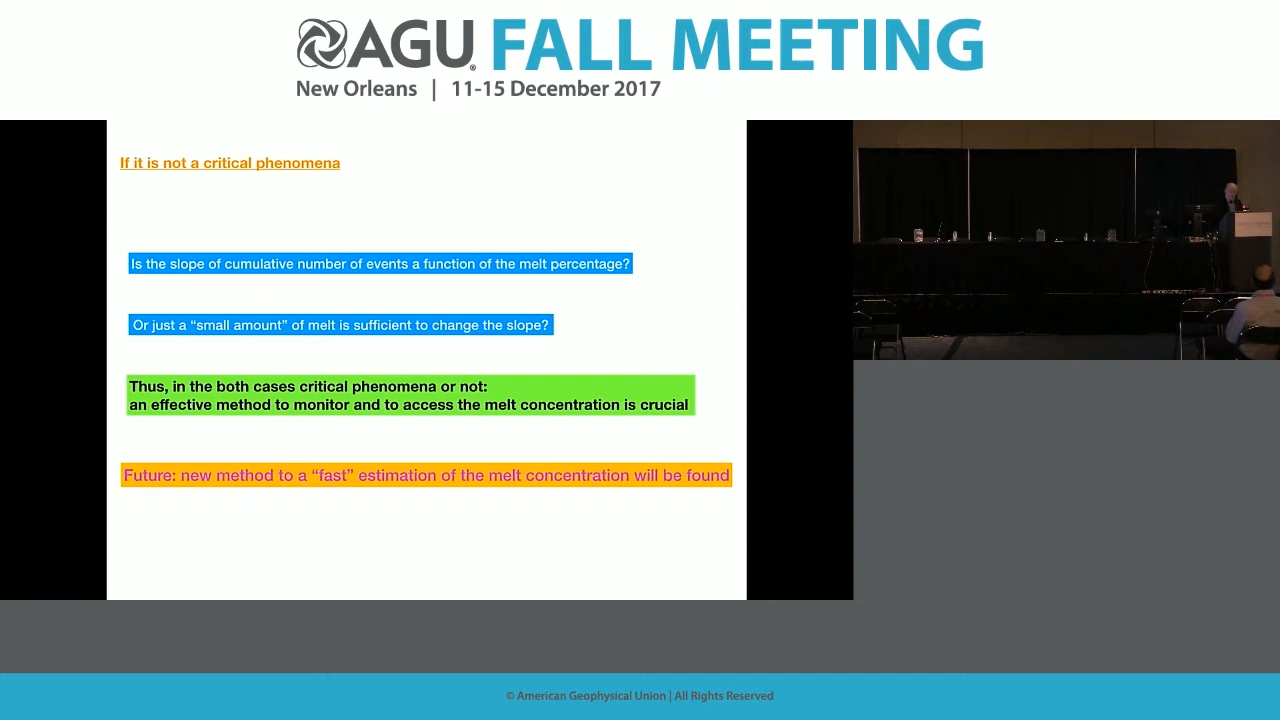 AGU FALL MEETING
New Orleans | 11-15 December 2017
If it is not a critical phenomena
Is the slope of cumulative number of events a function of the melt percentage?
Or just a “small amount” of melt is sufficient to change the slope?
Thus, in the both cases critical phenomena or not:
an effective method to monitor and to access the melt concentration is crucial
Future: new method to a “fast” estimation of the melt concentration will be found
© American Geophysical Union | All Rights Reserved